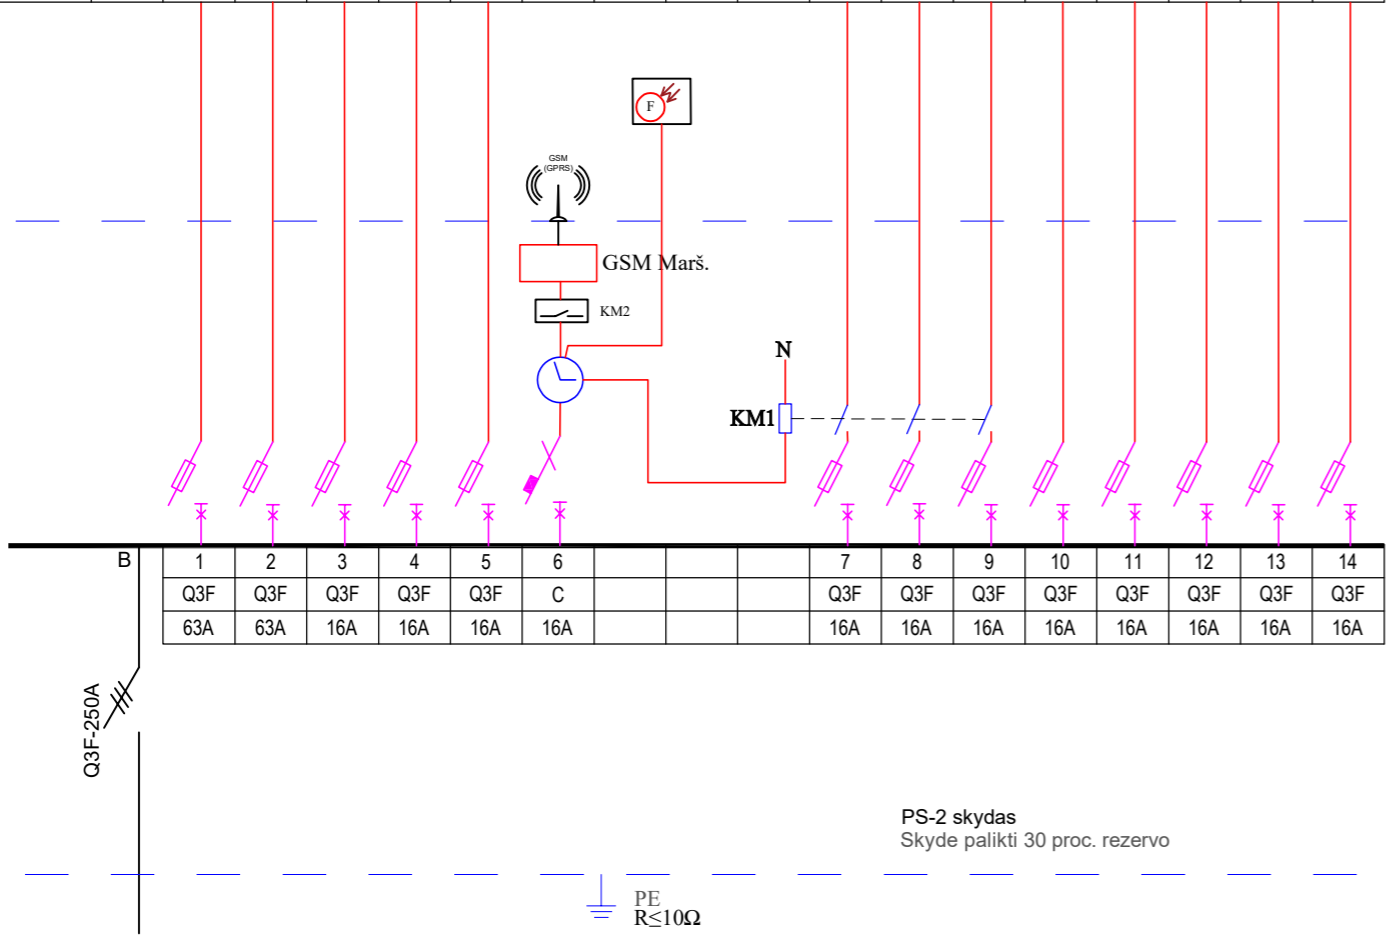 F
GSM
(GPRS)
GSM Marš.
KM2
N
KM1
B 1 2 3 4 5 6 7 8 9 10 11 12 13 14
Q3F Q3F Q3F Q3F Q3F C Q3F Q3F Q3F Q3F Q3F Q3F Q3F Q3F
63A 63A 16A 16A 16A 16A 16A 16A 16A 16A 16A 16A 16A 16A
Q3F-250A
PS-2 skydas
Skyde palikti 30 proc. rezervo
PE
R≤10Ω